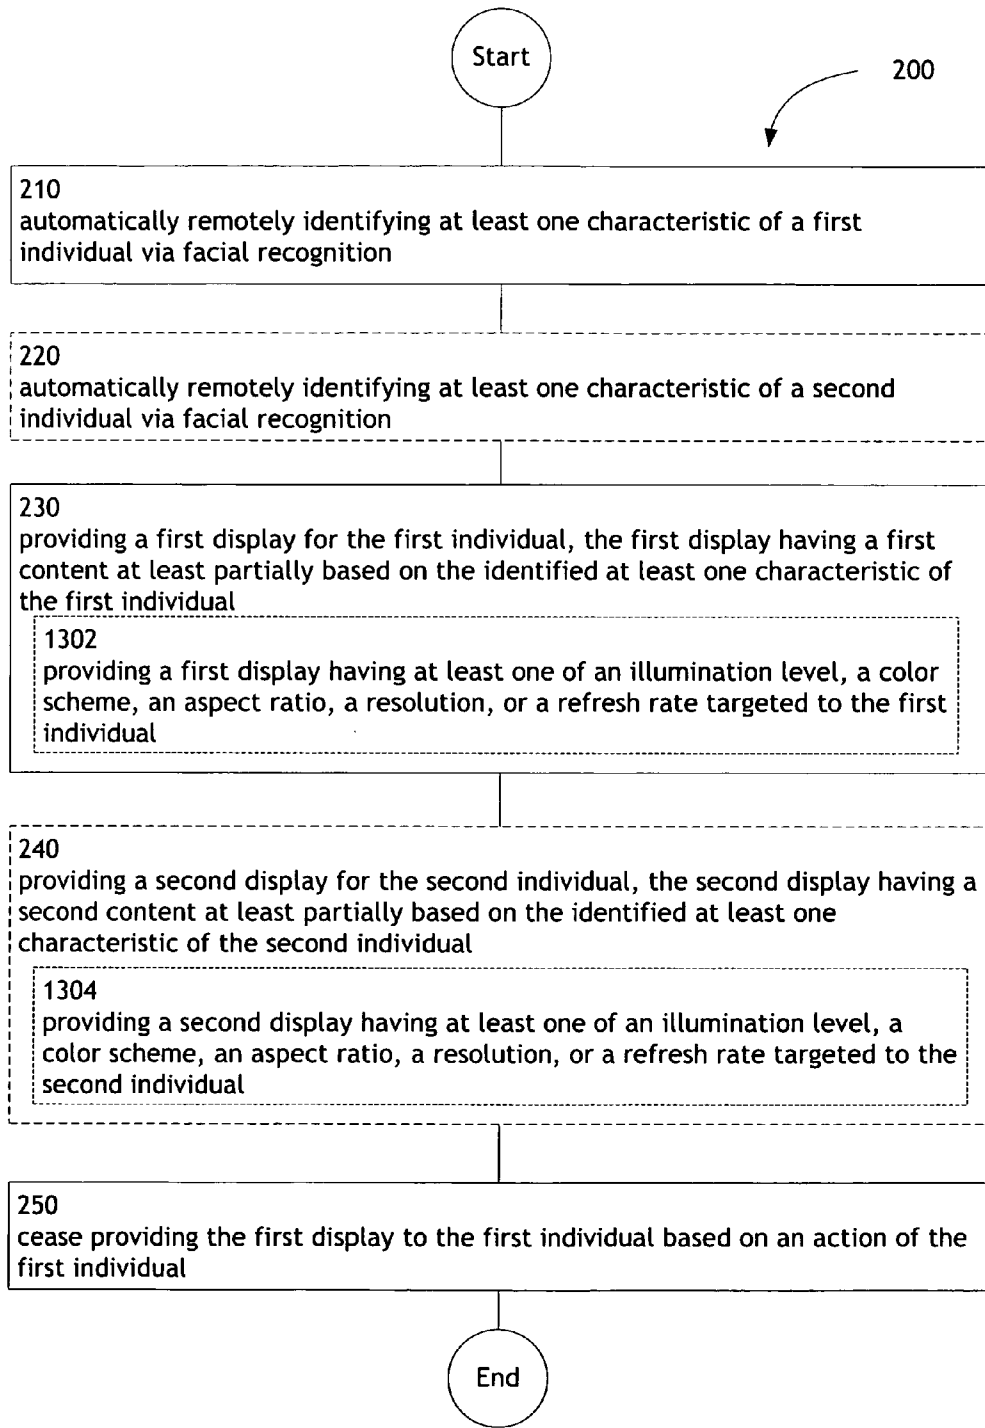 Start
200
210
automatically remotely identifying at least one characteristic of a first
individual via facial recognition
220
automatically remotely identifying at least one characteristic of a second
individual via facial recognition
230
providing a first display for the first individual, the first display having a first
content at least partially based on the identified at least one characteristic of
the first individual
1302
providing a first display having at least one of an illumination level, a color
scheme, an aspect ratio, a resolution, or a refresh rate targeted to the first
individual
240
providing a second display for the second individual, the second display having a
second content at least partially based on the identified at least one
characteristic of the second individual
1304
providing a second display having at least one of an illumination level, a
color scheme, an aspect ratio, a resolution, or a refresh rate targeted to the
second individual
250
cease providing the first display to the first individual based on an action of the
first individual
End